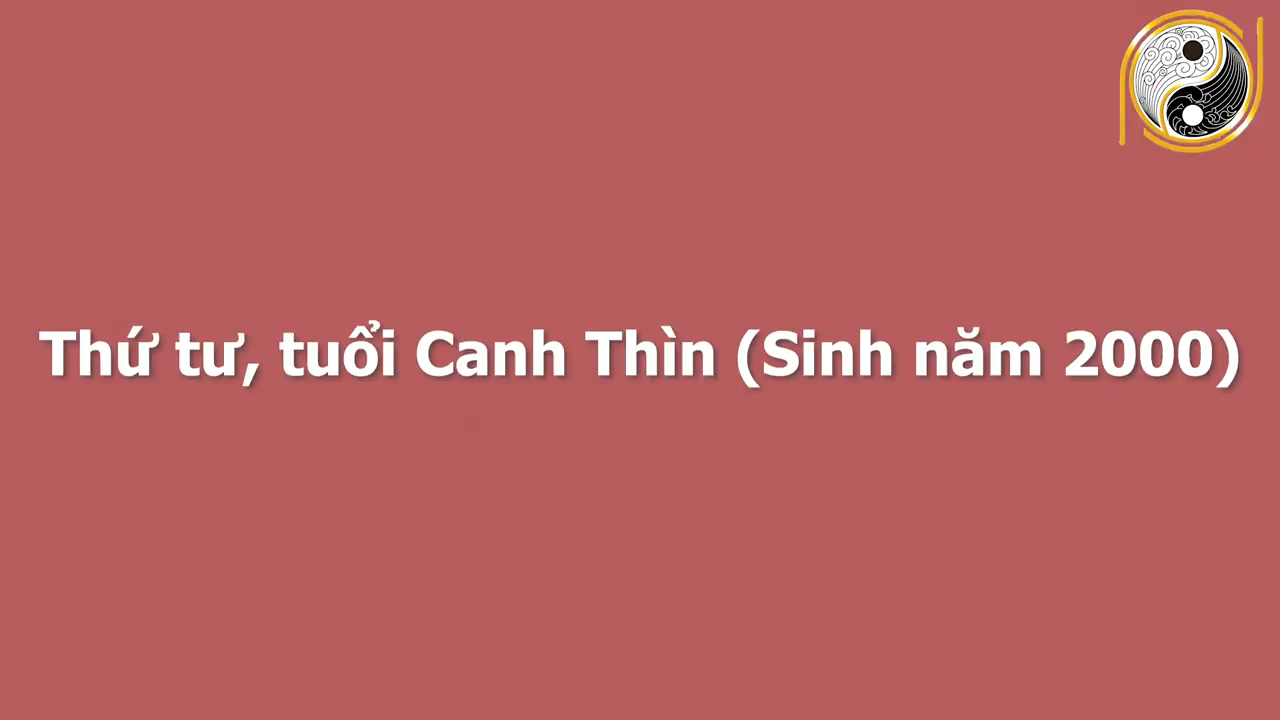 Thứ tư, tuổi Canh Thìn (Sinh năm 2000)